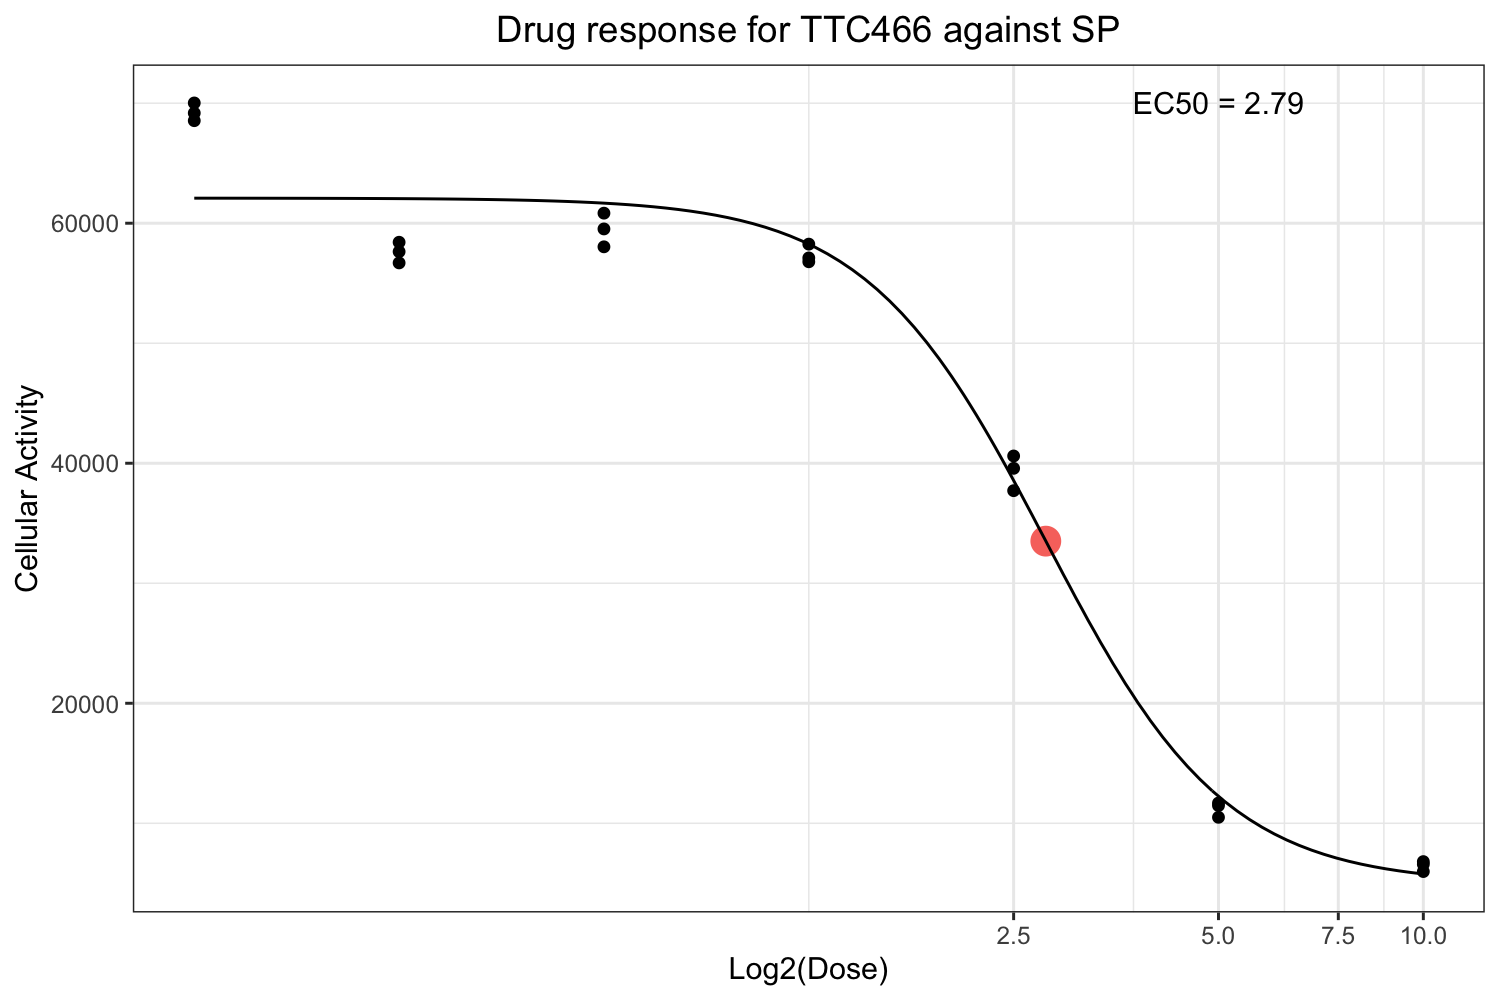 Drug response for TTC466 against SP
EC50 = 2.79
Cellular Activity
60000
40000
20000
2.5 5.0 7.5 10.0
Log2(Dose)